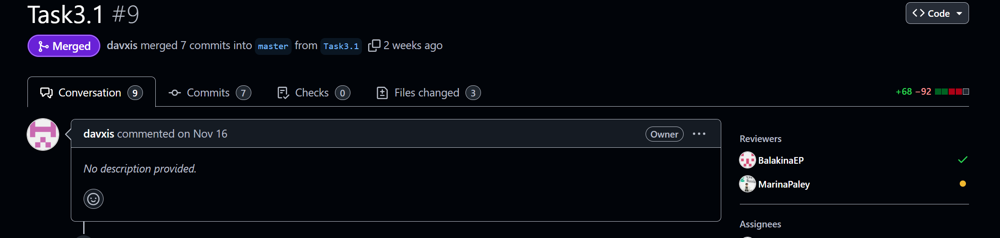 Task3.1 #9
Code
Merged davxis merged 7 commits into master from Task3.1 2 weeks ago
Conversation 9 Commits 7 Checks 0 Files changed 3 +68 −92
davxis commented on Nov 16 Owner
No description provided.
Reviewers
BalakinaEP
MarinaPaley
Assignees